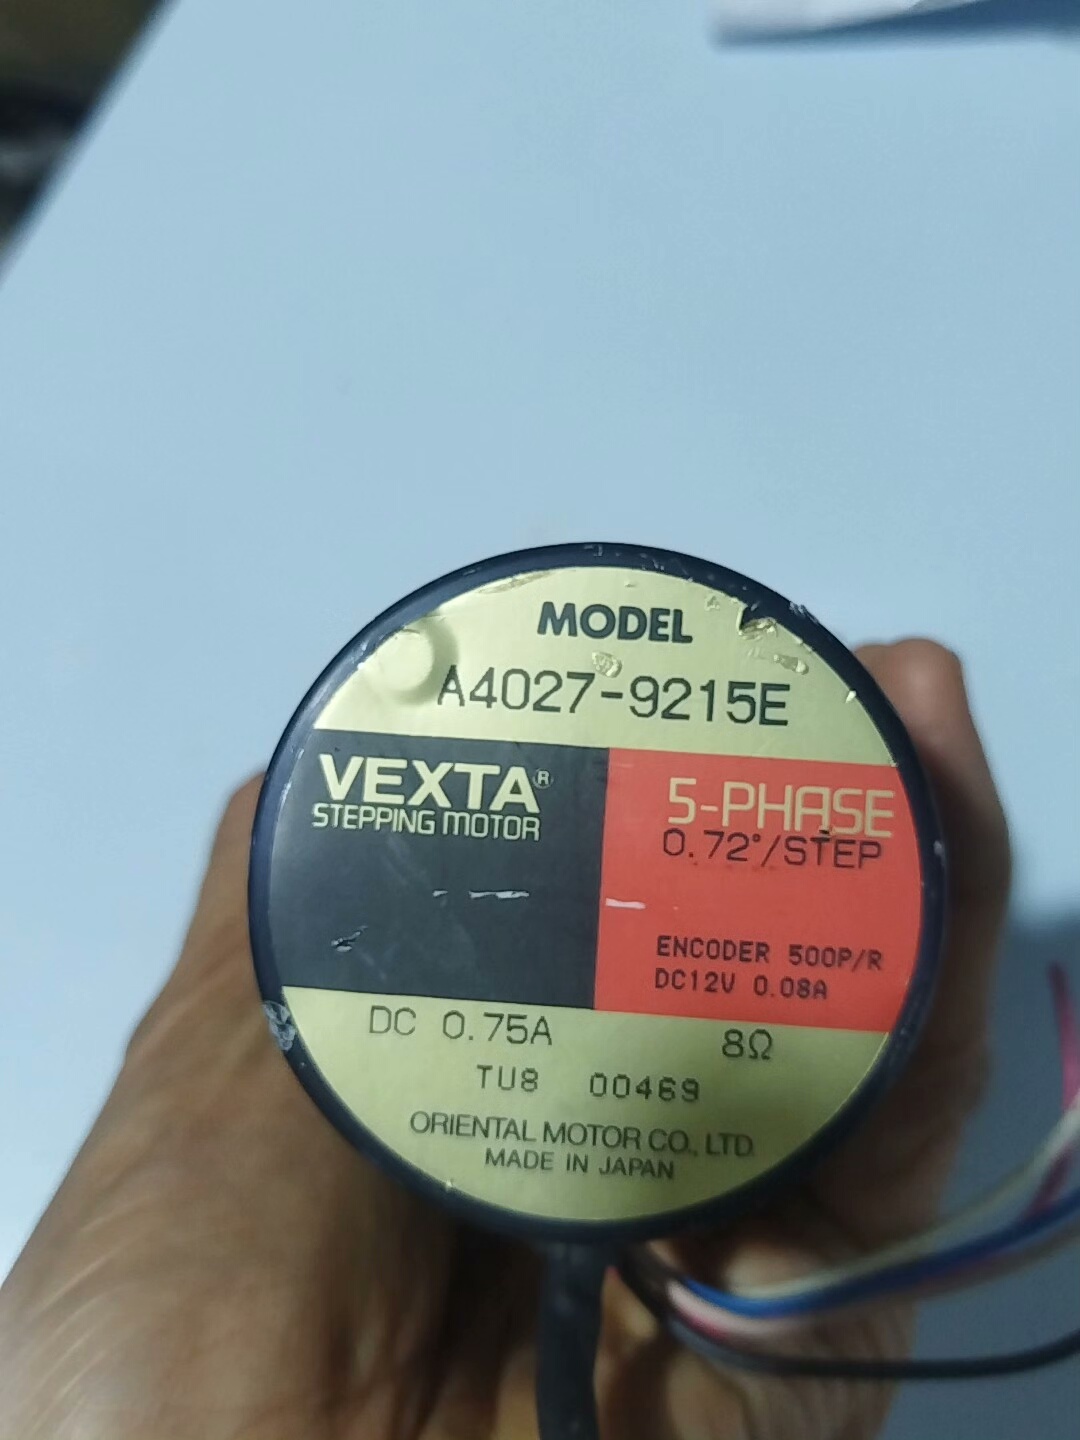 MODEL
A4027-9215E
VEXTA®
STEPPING MOTOR
5-PHASE
0.72°/STEP
ENCODER 500P/R
DC12V 0.08A
DC 0.75A 8Ω
TU8 00469
ORIENTAL MOTOR CO., LTD.
MADE IN JAPAN